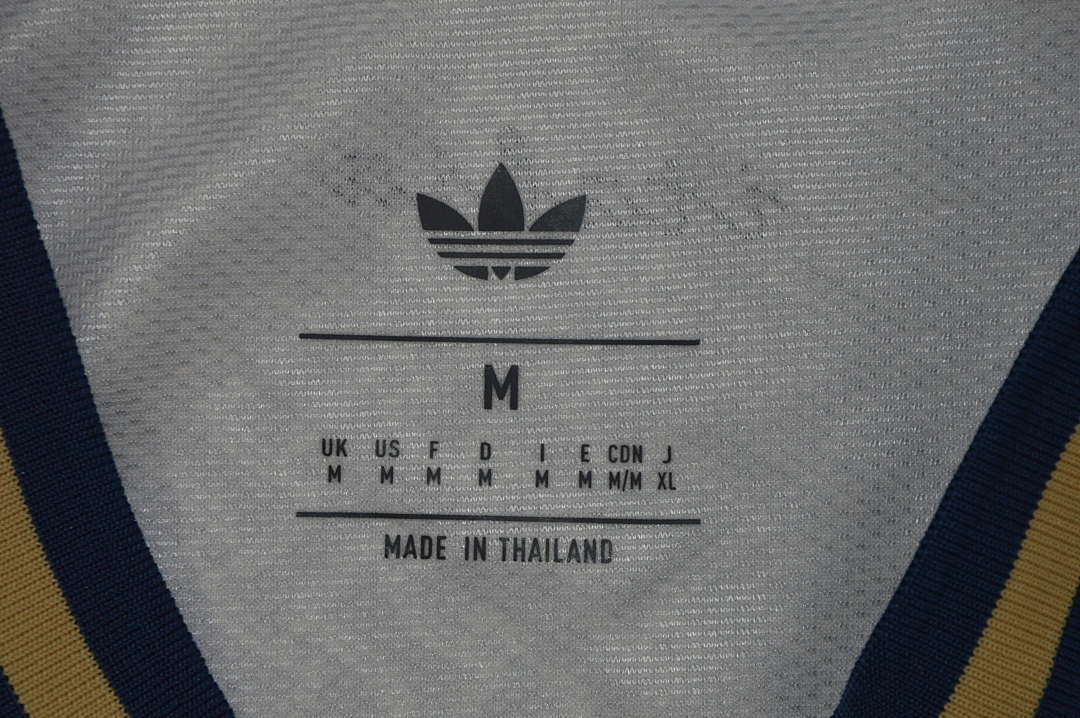 M
UK US F D I E CDN J
M M M M M M M/M XL
MADE IN THAILAND